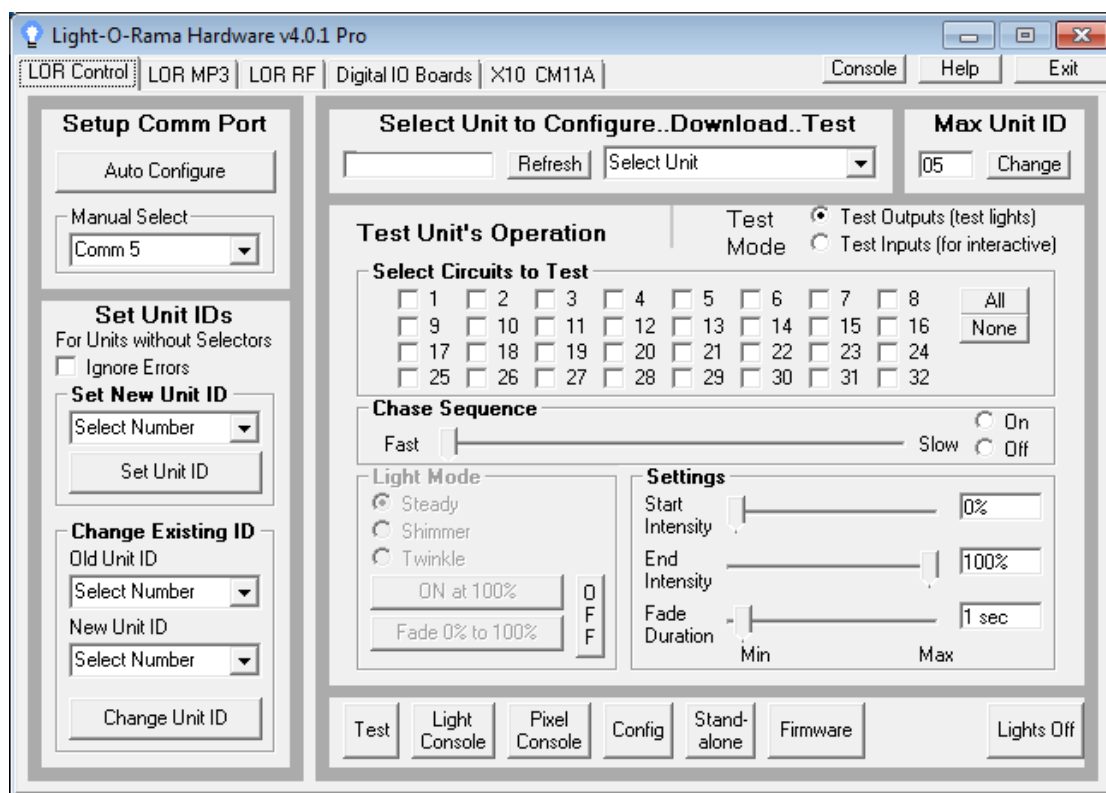 Light-O-Rama Hardware v4.0.1 Pro
LOR Control LOR MP3 LOR RF Digital IO Boards X10 CM11A Console Help Exit
Setup Comm Port
Auto Configure
Manual Select
Comm 5
Set Unit IDs
For Units without Selectors
Ignore Errors
Set New Unit ID
Select Number
Set Unit ID
Change Existing ID
Old Unit ID
Select Number
New Unit ID
Select Number
Change Unit ID
Select Unit to Configure..Download..Test
Refresh Select Unit
Max Unit ID
05 Change
Test Unit's Operation
Test Mode
Test Outputs (test lights)
Test Inputs (for interactive)
Select Circuits to Test
1 2 3 4 5 6 7 8
9 10 11 12 13 14 15 16
17 18 19 20 21 22 23 24
25 26 27 28 29 30 31 32
All
None
Chase Sequence
Fast Slow
On
Off
Light Mode
Steady
Shimmer
Twinkle
ON at 100%
Fade 0% to 100%
OFF
Settings
Start Intensity 0%
End Intensity 100%
Fade Duration 1 sec
Min Max
Test
Light Console
Pixel Console
Config
Stand-alone
Firmware
Lights Off